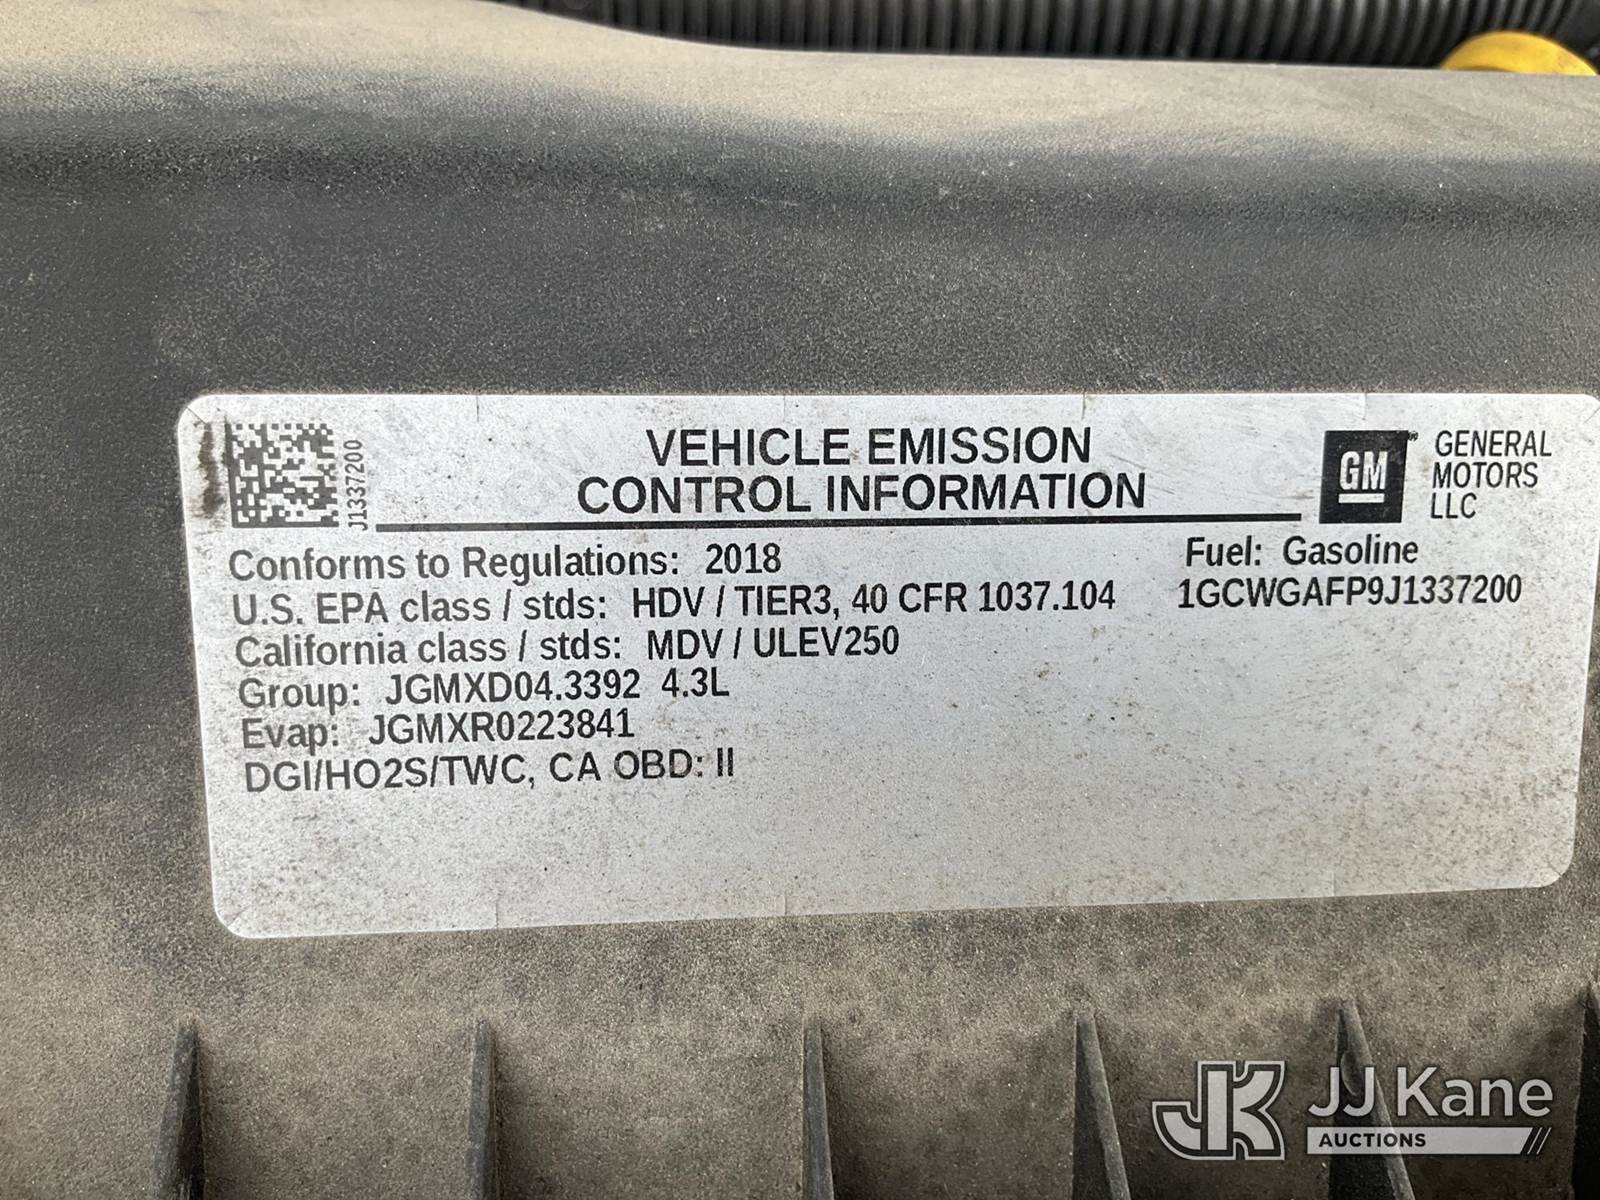 J1337200
VEHICLE EMISSION
CONTROL INFORMATION
GM
GENERAL
MOTORS
LLC
Conforms to Regulations: 2018
Fuel: Gasoline
U.S. EPA class / stds: HDV / TIER3, 40 CFR 1037.104
1GCWGAFP9J1337200
California class / stds: MDV / ULEV250
Group: JGMXD04.3392 4.3L
Evap: JGMXR0223841
DGI/HO2S/TWC, CA OBD: II
JK
JJ Kane
AUCTIONS